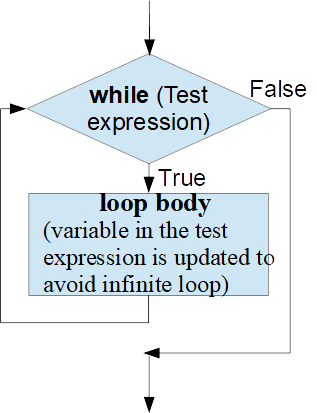 while (Test
expression)
False
True
loop body
(variable in the test
expression is updated to
avoid infinite loop)